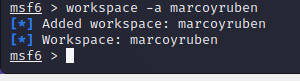 msf6 > workspace -a marcoyruben
[*] Added workspace: marcoyruben
[*] Workspace: marcoyruben
msf6 >